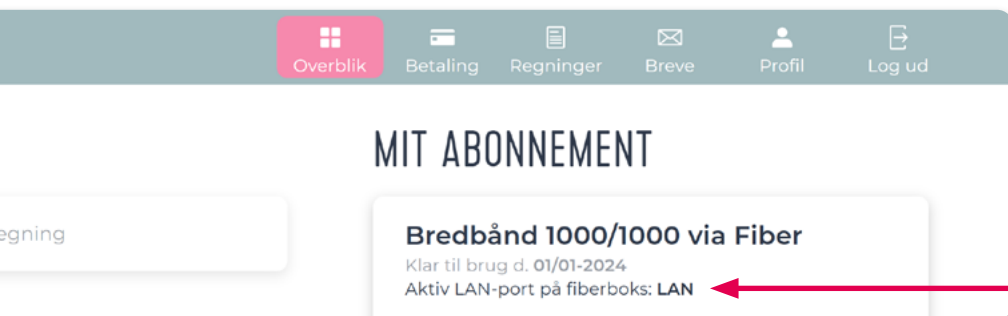 Overblik Betaling Regninger Breve Profil Log ud
MIT ABONNEMENT
egning
Bredbånd 1000/1000 via Fiber
Klar til brug d. 01/01-2024
Aktiv LAN-port på fiberboks: LAN